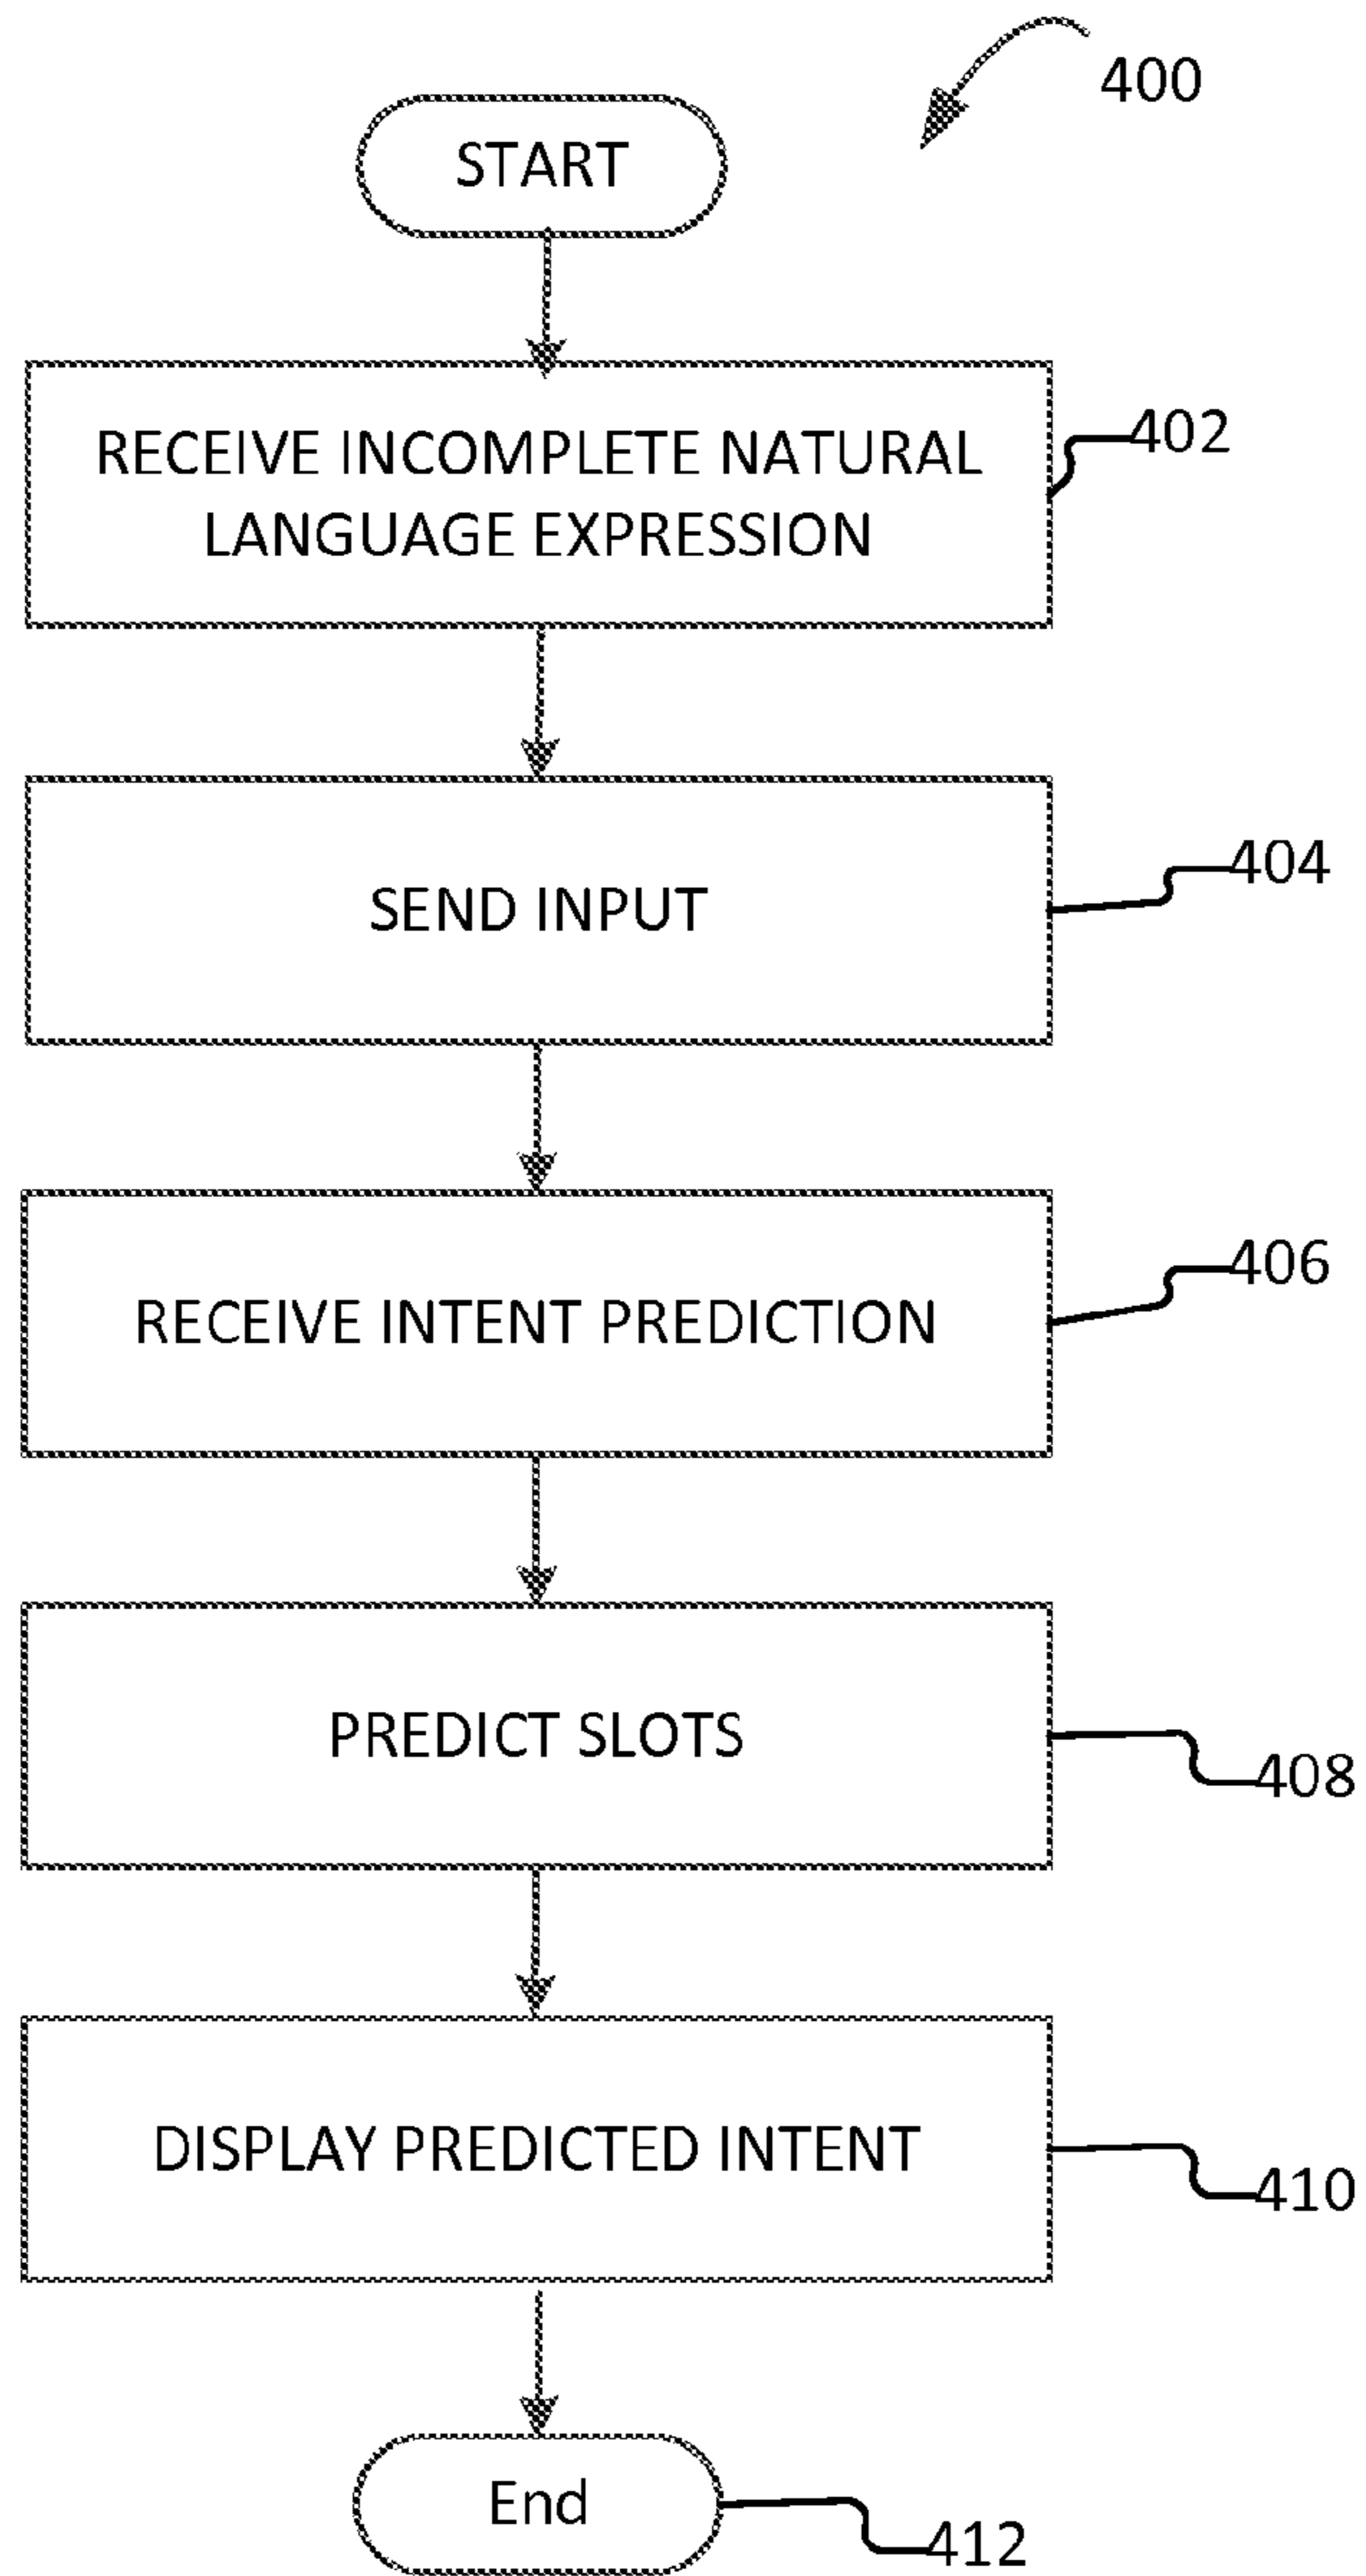 400
START
RECEIVE INCOMPLETE NATURAL
LANGUAGE EXPRESSION
402
SEND INPUT
404
RECEIVE INTENT PREDICTION
406
PREDICT SLOTS
408
DISPLAY PREDICTED INTENT
410
End
412